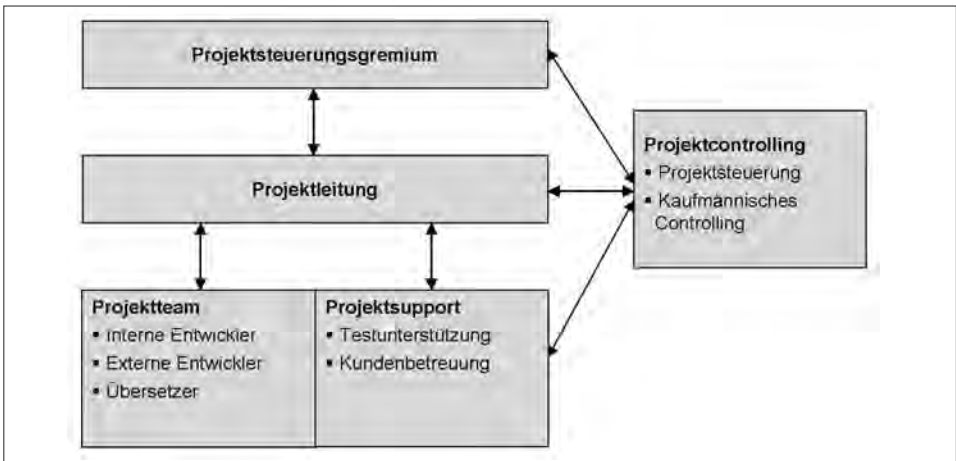 Projektsteuerungsgremium
Projektleitung
Projektteam
▪ Interne Entwickler
▪ Externe Entwickler
▪ Übersetzer
Projektsupport
▪ Testunterstützung
▪ Kundenbetreuung
Projektcontrolling
▪ Projektsteuerung
▪ Kaufmännisches
Controlling